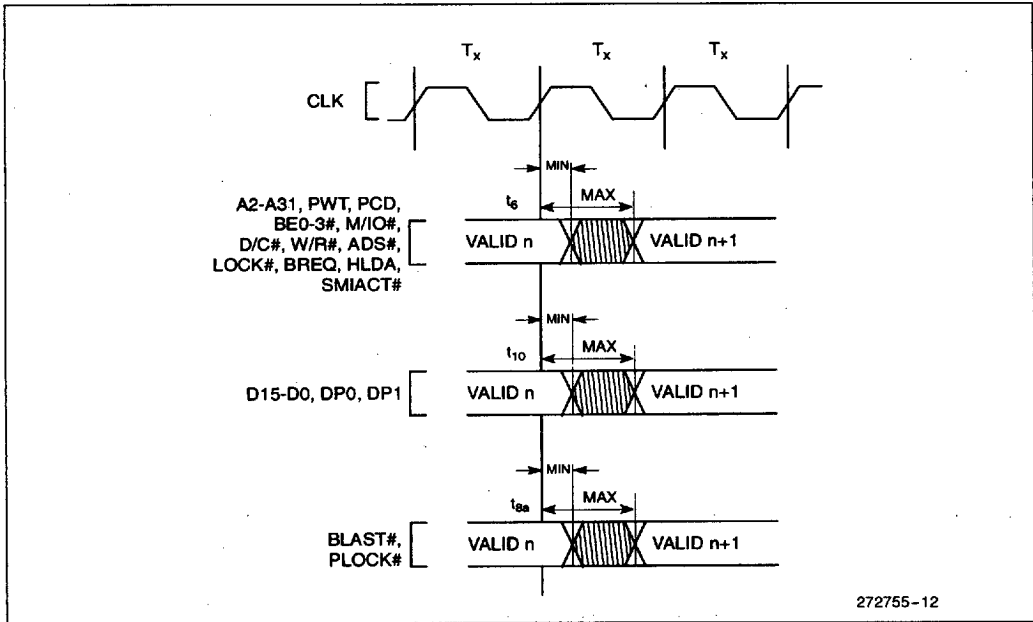 Tx Tx Tx
CLK
MIN
t6 MAX
A2-A31, PWT, PCD,
BE0-3#, M/IO#,
D/C#, W/R#, ADS#,
LOCK#, BREQ, HLDA,
SMIACT#
VALID n VALID n+1
MIN
t10 MAX
D15-D0, DP0, DP1
VALID n VALID n+1
MIN
t8a MAX
BLAST#,
PLOCK#
VALID n VALID n+1
272755-12